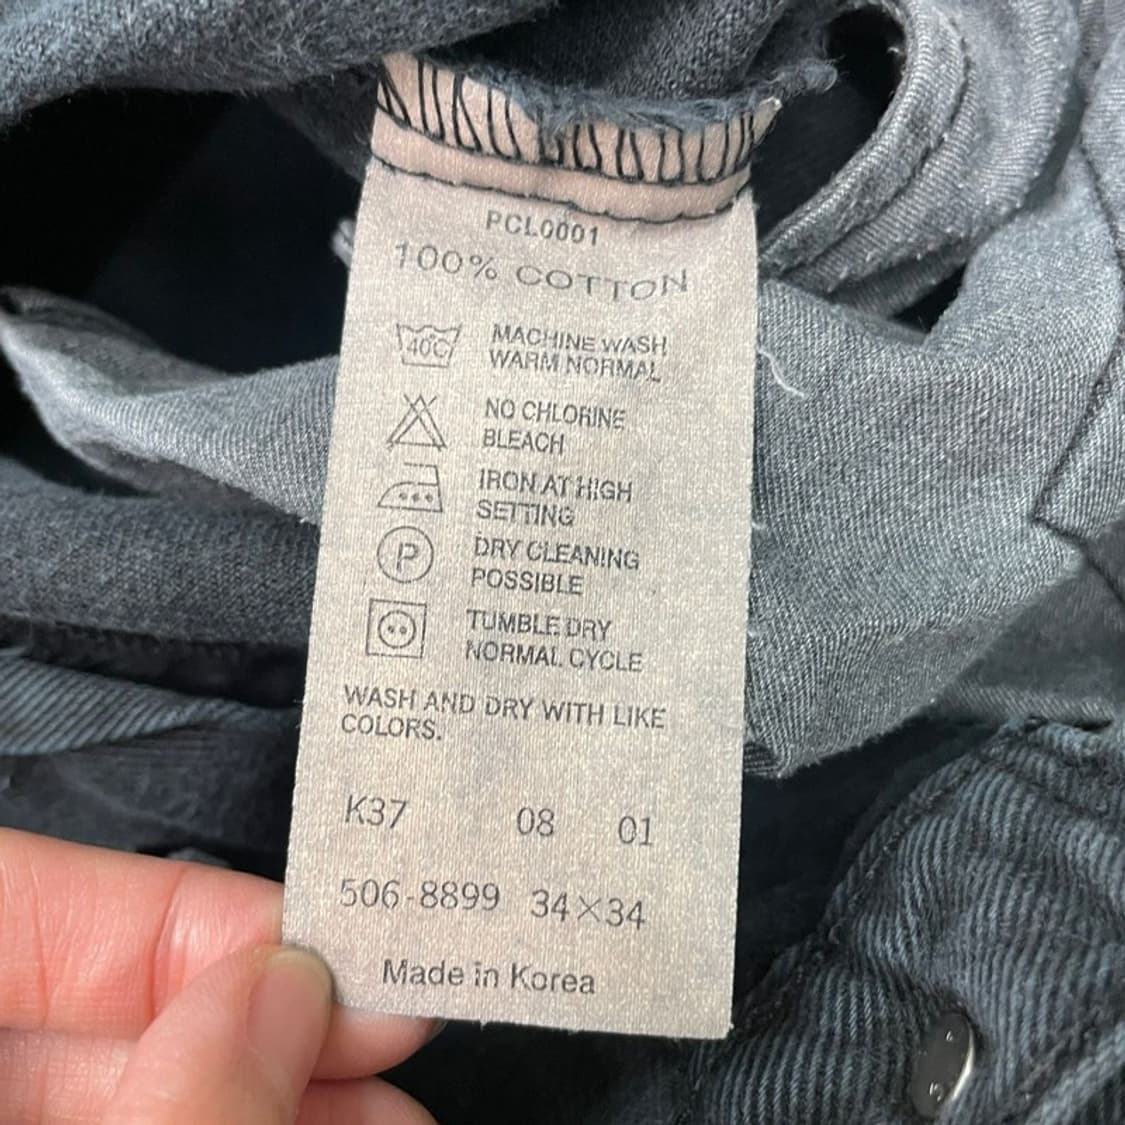 PCL0001
100% COTTON
40C
MACHINE WASH
WARM NORMAL
NO CHLORINE
BLEACH
IRON AT HIGH
SETTING
P
DRY CLEANING
POSSIBLE
TUMBLE DRY
NORMAL CYCLE
WASH AND DRY WITH LIKE
COLORS.
K37 08 01
506-8899 34×34
Made in Korea